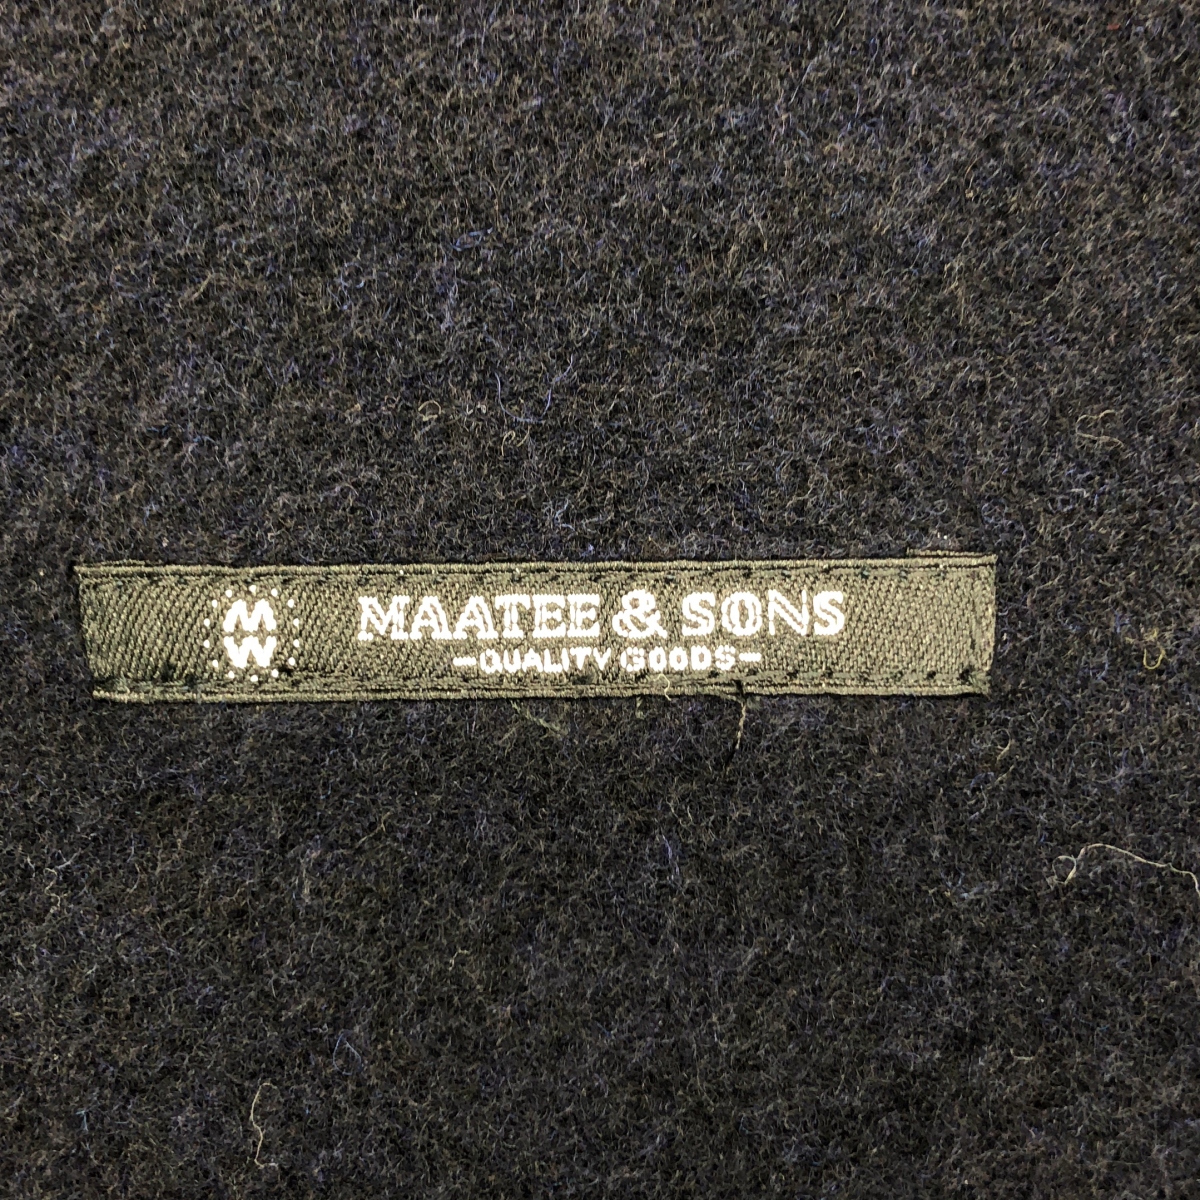 M
W
MAATEE & SONS
-QUALITY GOODS-